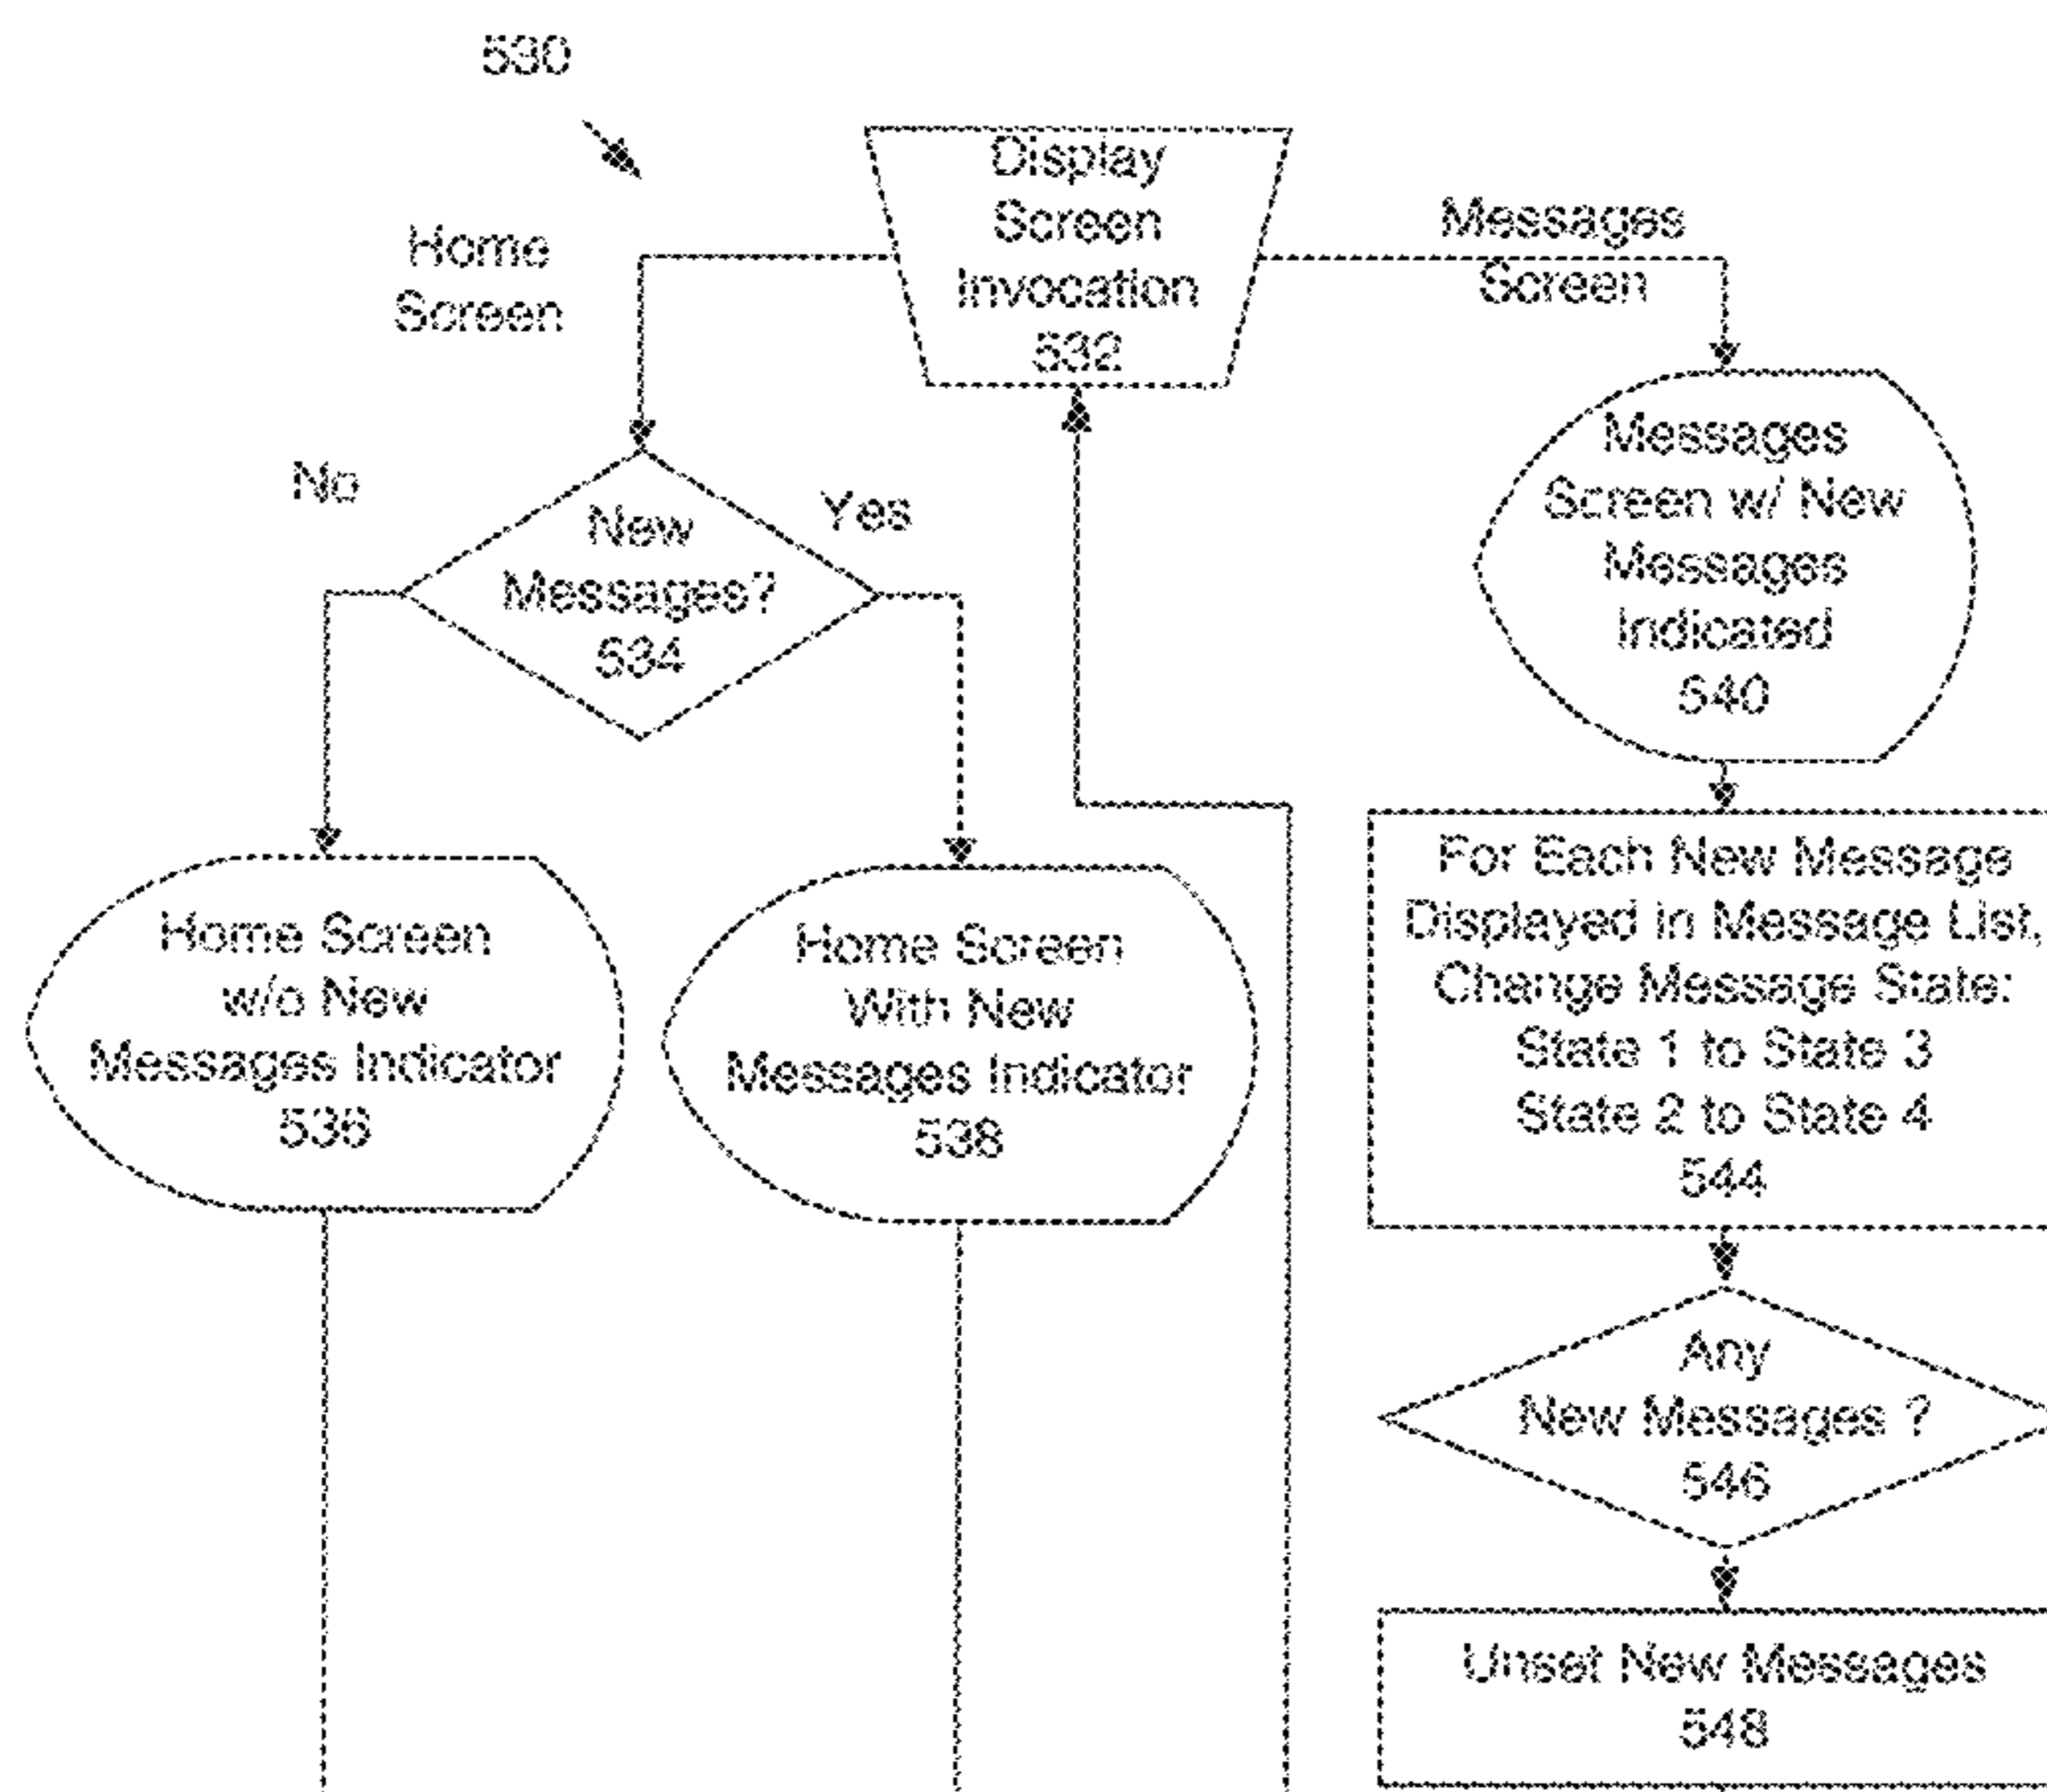 530
Display
Screen
Invocation
532
Home
Screen
Messages
Screen
No
Yes
New
Messages?
534
Messages
Screen w/ New
Messages
Indicated
540
Home Screen
w/o New
Messages Indicator
536
Home Screen
With New
Messages Indicator
538
For Each New Message
Displayed in Message List,
Change Message State:
State 1 to State 3
State 2 to State 4
544
Any
New Messages ?
546
Unset New Messages
548